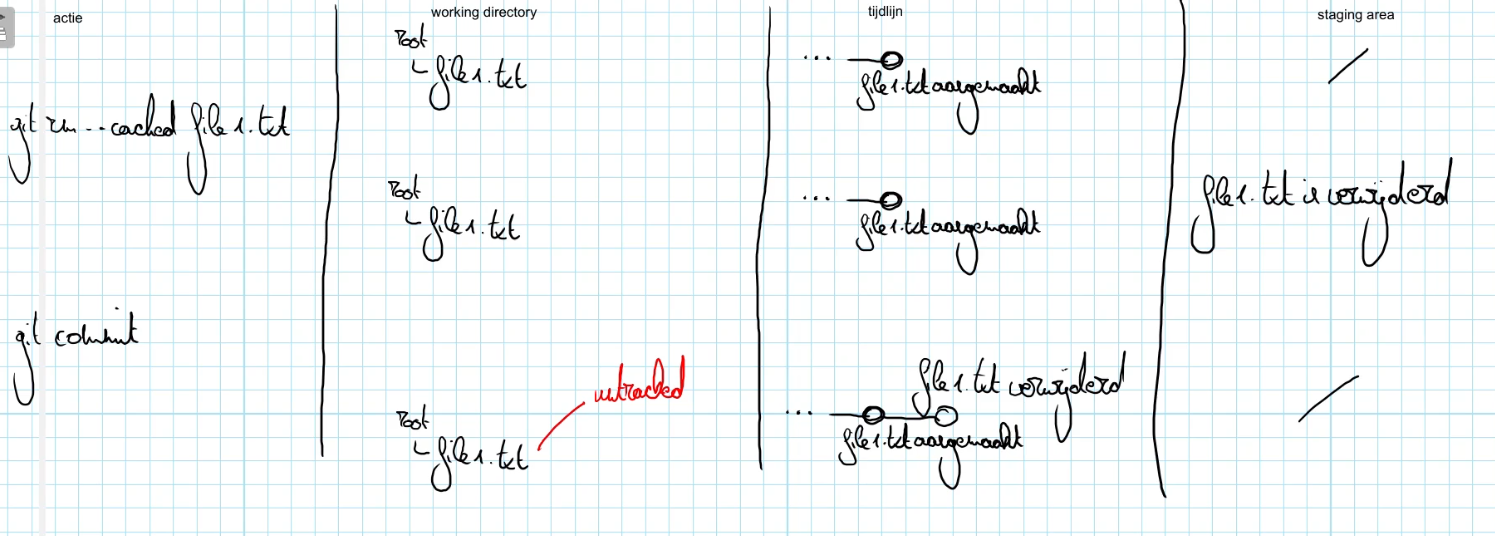 actie
working directory
tijdlijn
staging area
root
file1.txt
... file1.txt aangemaakt
git rm --cached file1.txt
root
file1.txt
... file1.txt aangemaakt
file1.txt is verwijderd
git commit
untracked
root
file1.txt
file1.txt verwijderd
... file1.txt aangemaakt